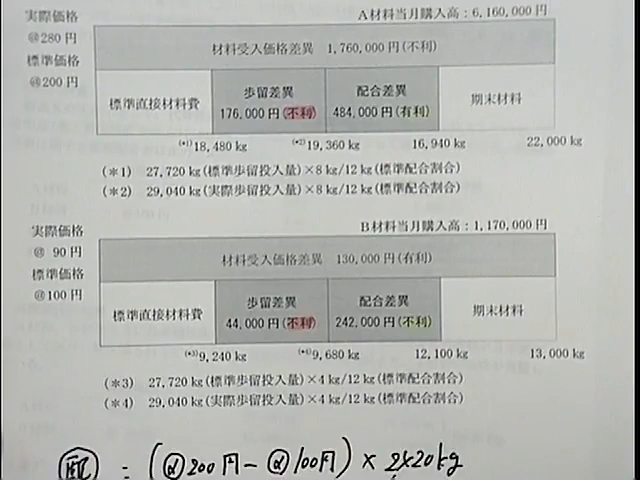 実際価格
A材料当月購入高：6,160,000円
@280円
標準価格
@200円
材料受入価格差異 1,760,000円(不利)
標準直接材料費
歩留差異
176,000円(不利)
配合差異
484,000円(有利)
期末材料
(*1)18,480 kg
(*2)19,360 kg
16,940 kg
22,000 kg
(*1) 27,720 kg(標準歩留投入量)×8 kg/12 kg(標準配合割合)
(*2) 29,040 kg(実際歩留投入量)×8 kg/12 kg(標準配合割合)
実際価格
B材料当月購入高：1,170,000円
@ 90円
標準価格
@100円
材料受入価格差異 130,000円(有利)
標準直接材料費
歩留差異
44,000円(不利)
配合差異
242,000円(不利)
期末材料
(*3)9,240 kg
(*4)9,680 kg
12,100 kg
13,000 kg
(*3) 27,720 kg(標準歩留投入量)×4 kg/12 kg(標準配合割合)
(*4) 29,040 kg(実際歩留投入量)×4 kg/12 kg(標準配合割合)
配 = (@200円-@100円) × 2420kg